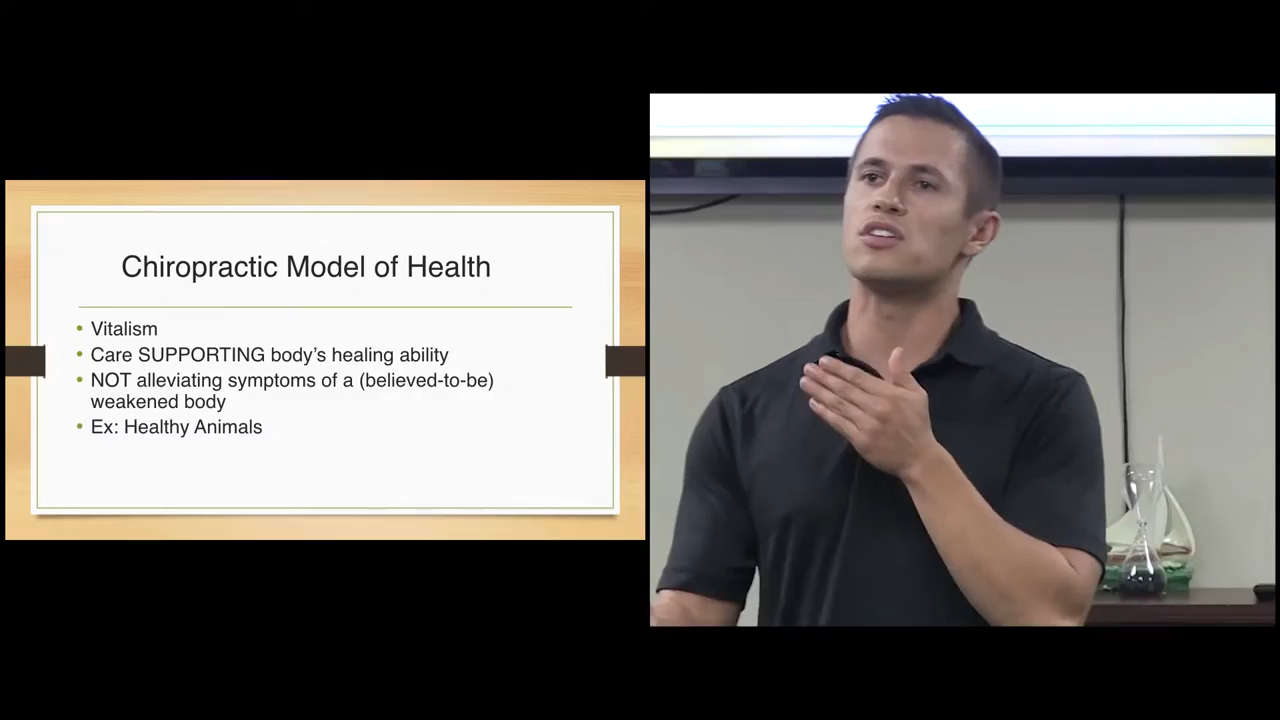 Chiropractic Model of Health
• Vitalism
• Care SUPPORTING body's healing ability
• NOT alleviating symptoms of a (believed-to-be)
weakened body
• Ex: Healthy Animals